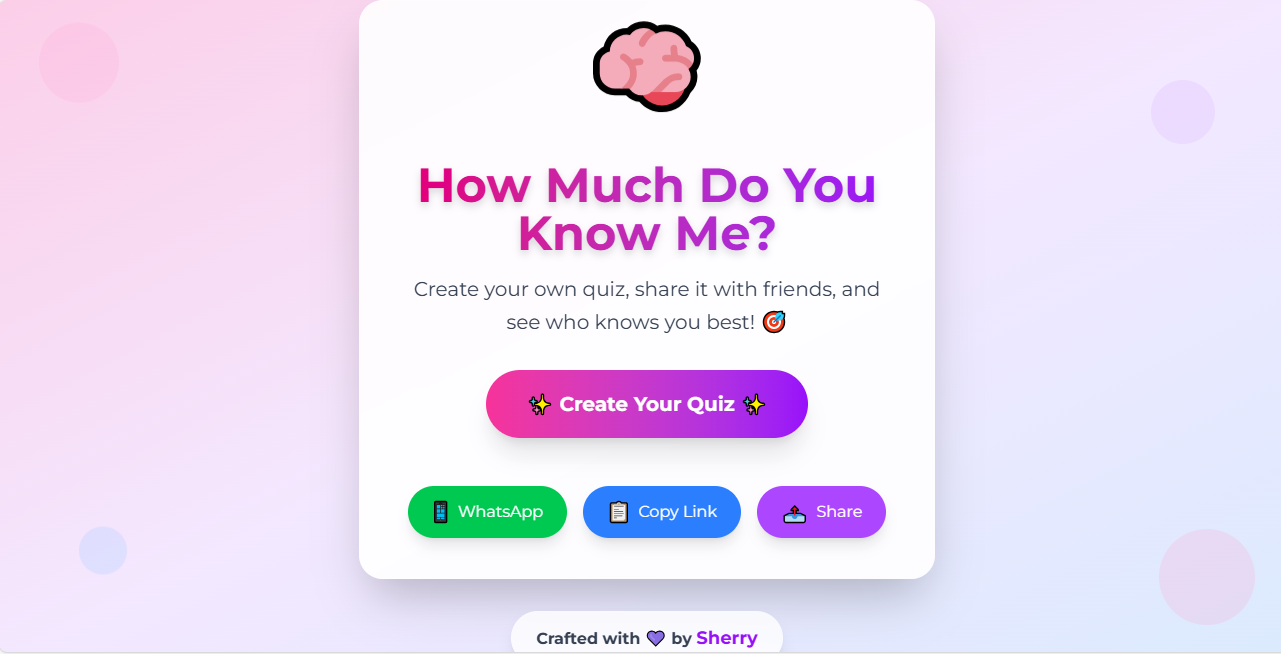 How Much Do You
Know Me?
Create your own quiz, share it with friends, and
see who knows you best! 🎯
✨ Create Your Quiz ✨
📱 WhatsApp
📋 Copy Link
📤 Share
Crafted with 💜 by Sherry